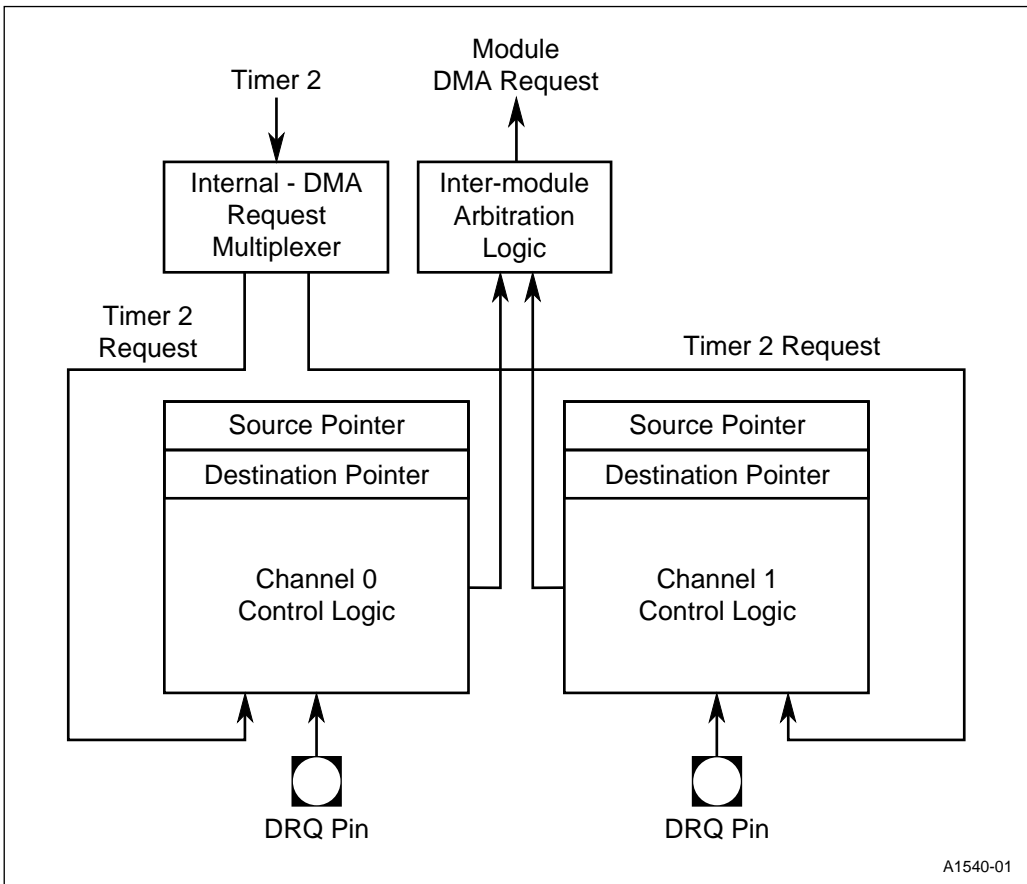 Timer 2
Module
DMA Request
Internal - DMA
Request
Multiplexer
Inter-module
Arbitration
Logic
Timer 2
Request
Timer 2 Request
Source Pointer
Destination Pointer
Channel 0
Control Logic
Source Pointer
Destination Pointer
Channel 1
Control Logic
DRQ Pin
DRQ Pin
A1540-01